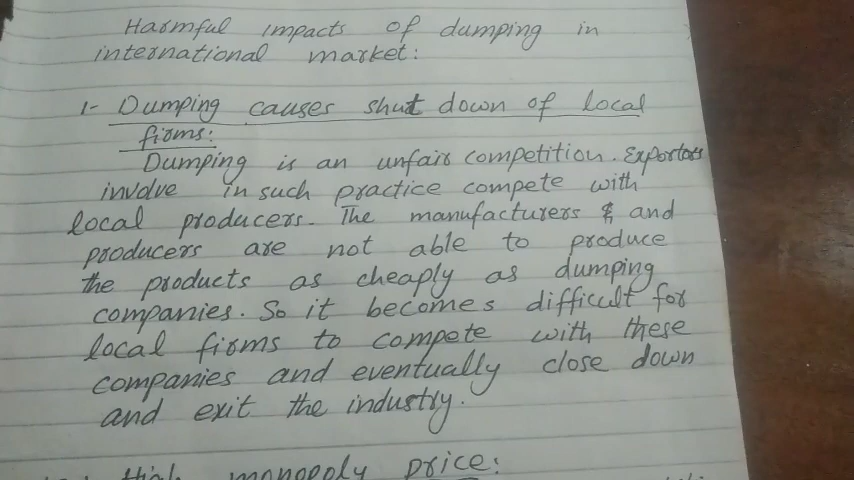 Harmful impacts of dumping in
international market:
1- Dumping causes shut down of local
firms:
Dumping is an unfair competition. Exporters
involve in such practice compete with
local producers. The manufacturers & and
producers are not able to produce
the products as cheaply as dumping
companies. So it becomes difficult for
local firms to compete with these
companies and eventually close down
and exit the industry.
High monopoly price: